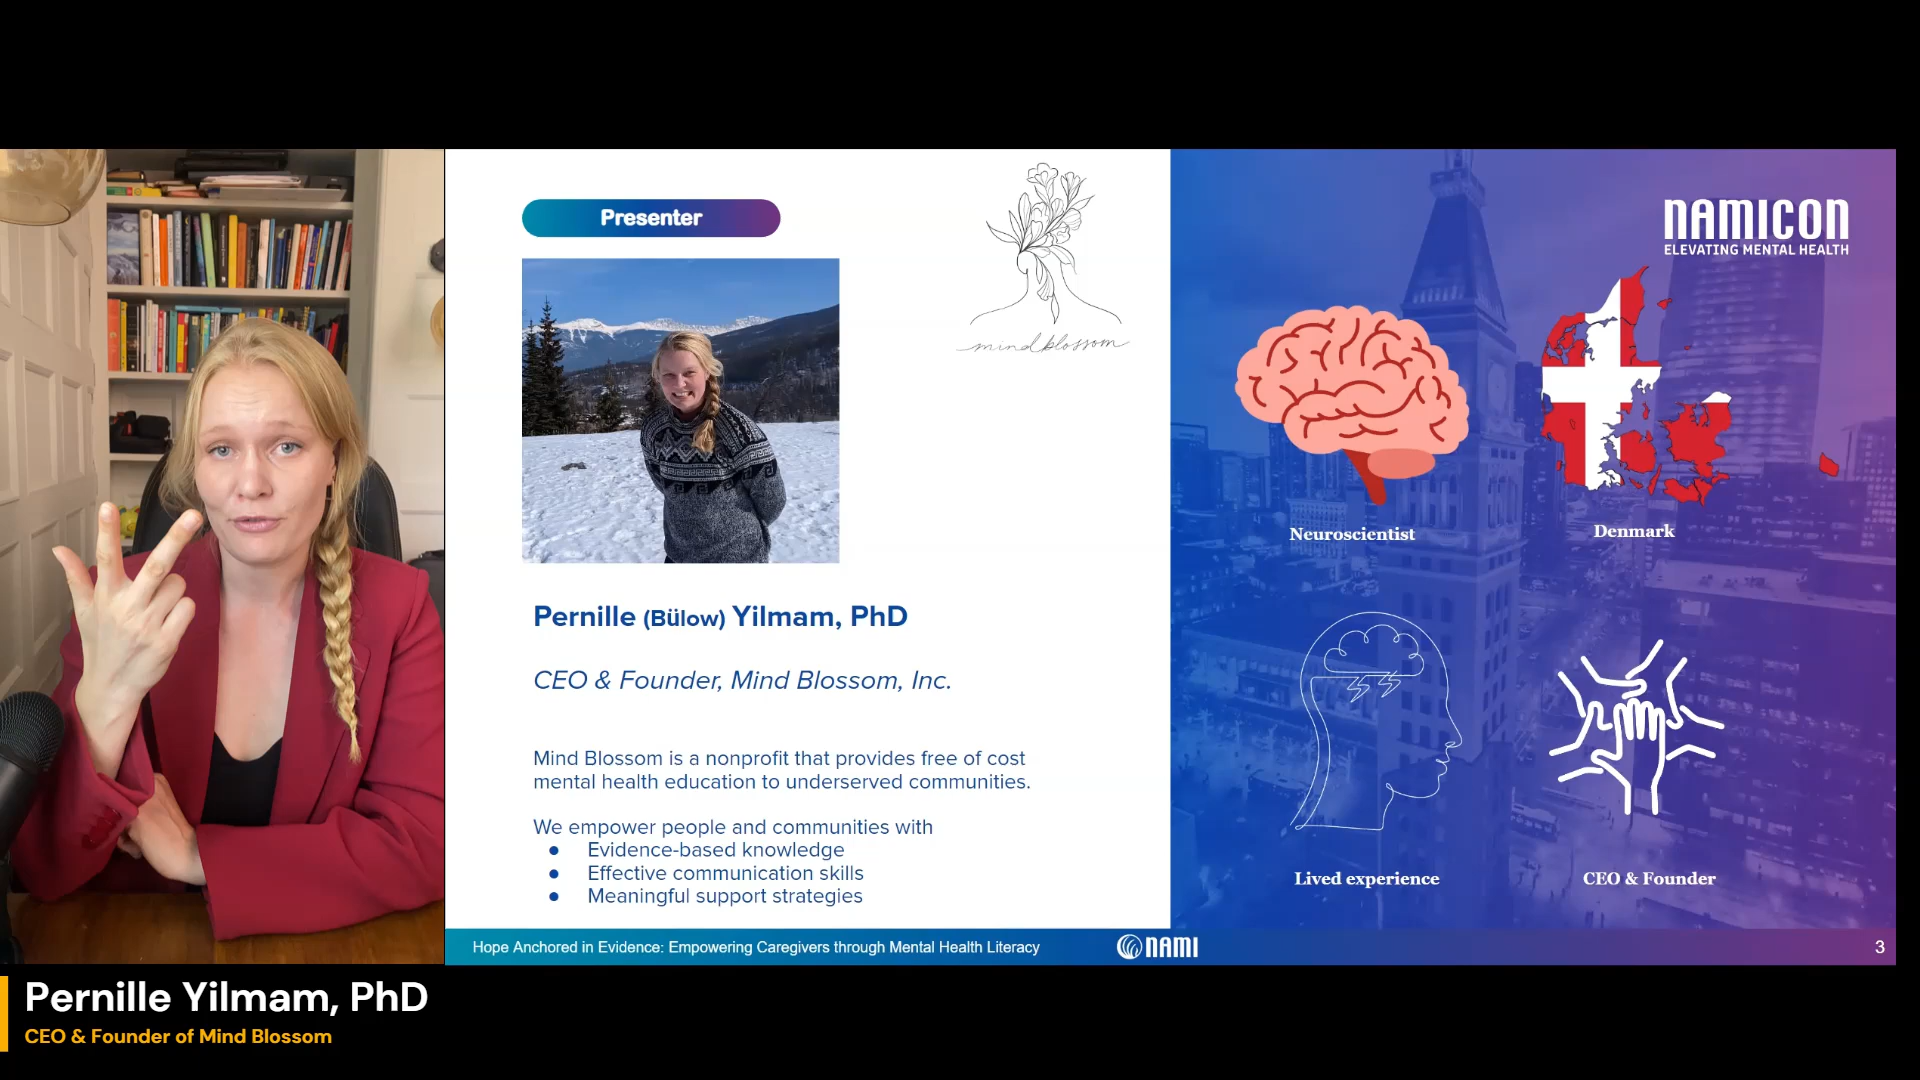 Presenter
mindblossom
Pernille (Bülow) Yilmam, PhD
CEO & Founder, Mind Blossom, Inc.
Mind Blossom is a nonprofit that provides free of cost
mental health education to underserved communities.
We empower people and communities with
● Evidence-based knowledge
● Effective communication skills
● Meaningful support strategies
NAMICON
ELEVATING MENTAL HEALTH
Neuroscientist
Denmark
Lived experience
CEO & Founder
Hope Anchored in Evidence: Empowering Caregivers through Mental Health Literacy
NAMI
3
Pernille Yilmam, PhD
CEO & Founder of Mind Blossom